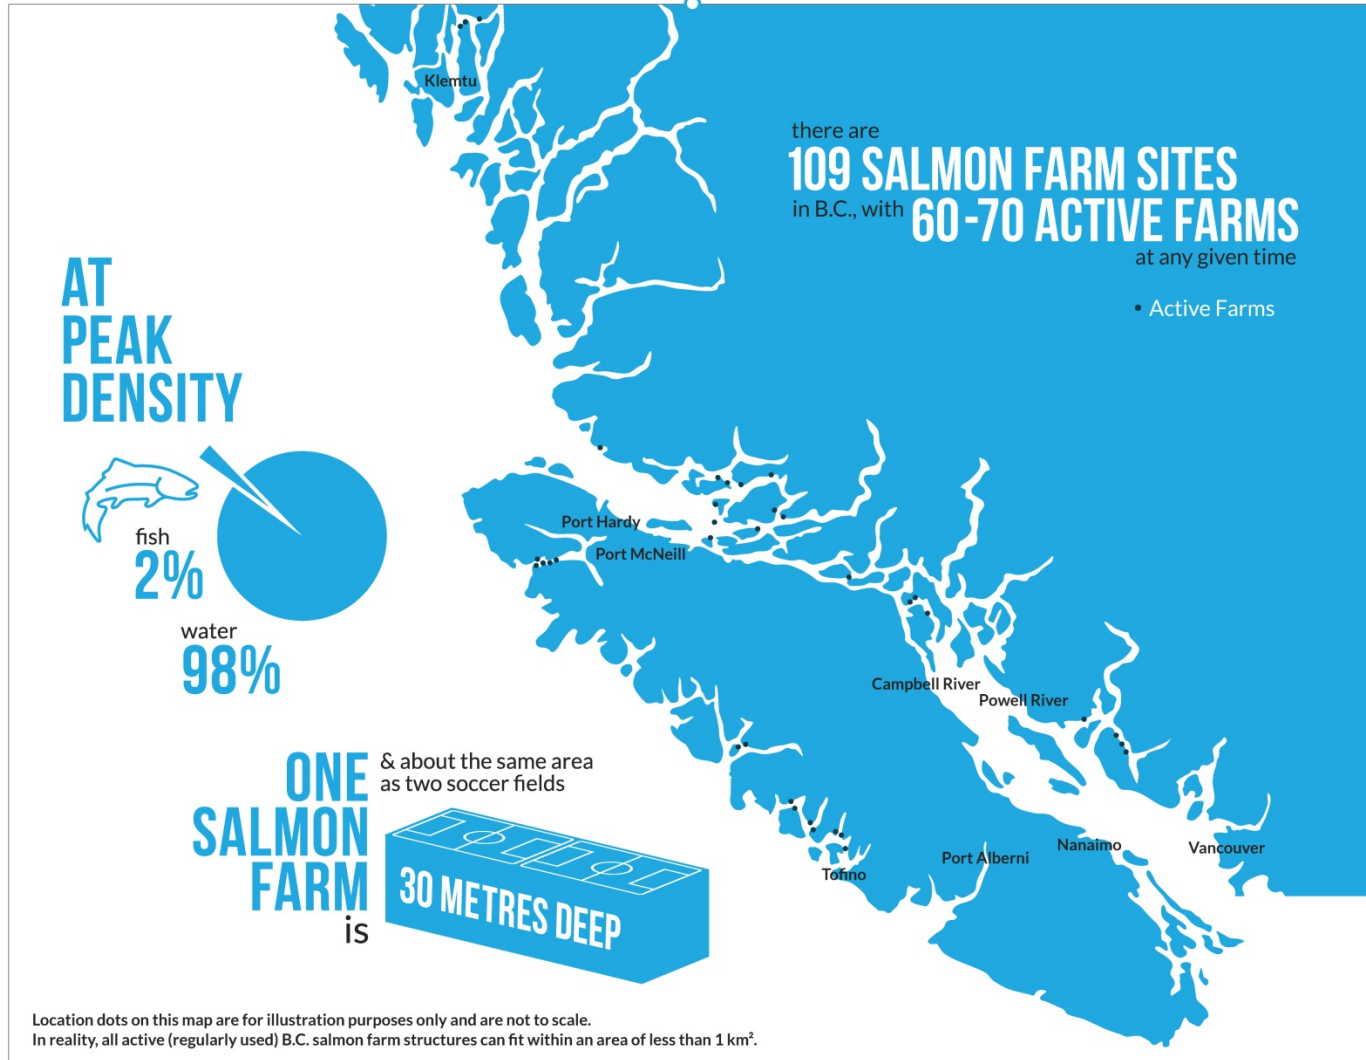 Klemtu
there are
109 SALMON FARM SITES
in B.C., with 60-70 ACTIVE FARMS
at any given time
• Active Farms
AT
PEAK
DENSITY
fish
2%
water
98%
Port Hardy
Port McNeill
Campbell River
Powell River
Port Alberni
Nanaimo
Vancouver
Tofino
ONE
SALMON
FARM
is
& about the same area
as two soccer fields
30 METRES DEEP
Location dots on this map are for illustration purposes only and are not to scale.
In reality, all active (regularly used) B.C. salmon farm structures can fit within an area of less than 1 km².